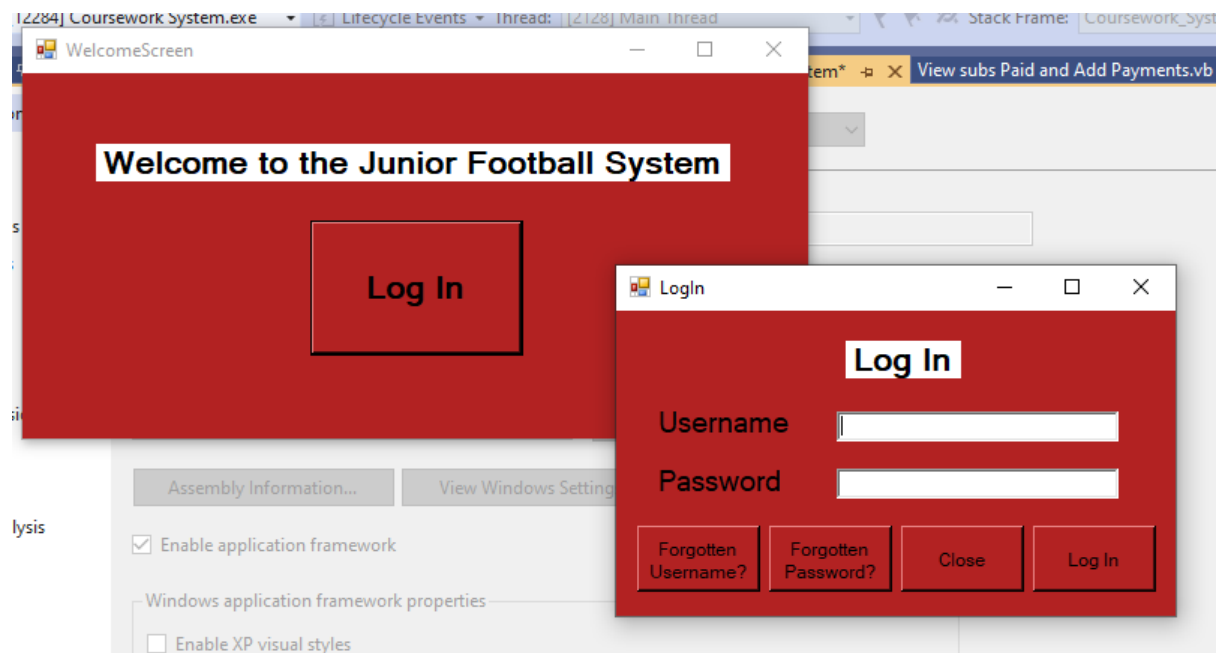 [2284] Coursework System.exe Lifecycle Events Thread: [2128] Main Thread Stack Frame: Coursework_Syst
WelcomeScreen
tem* View subs Paid and Add Payments.vb
Welcome to the Junior Football System
Log In
LogIn
Log In
Username
Password
Forgotten Username?
Forgotten Password?
Close
Log In
Assembly Information...
View Windows Setting
lysis
Enable application framework
Windows application framework properties
Enable XP visual styles